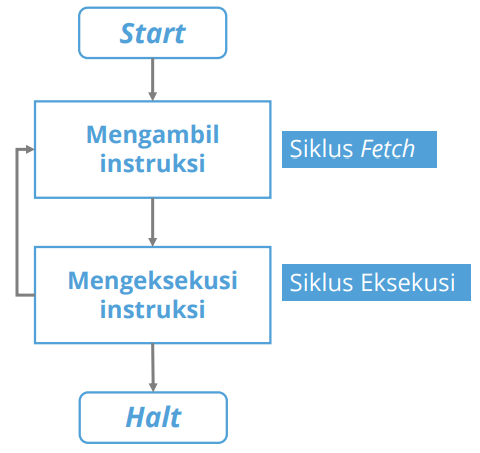 Start
Mengambil
instruksi
Siklus Fetch
Mengeksekusi
instruksi
Siklus Eksekusi
Halt